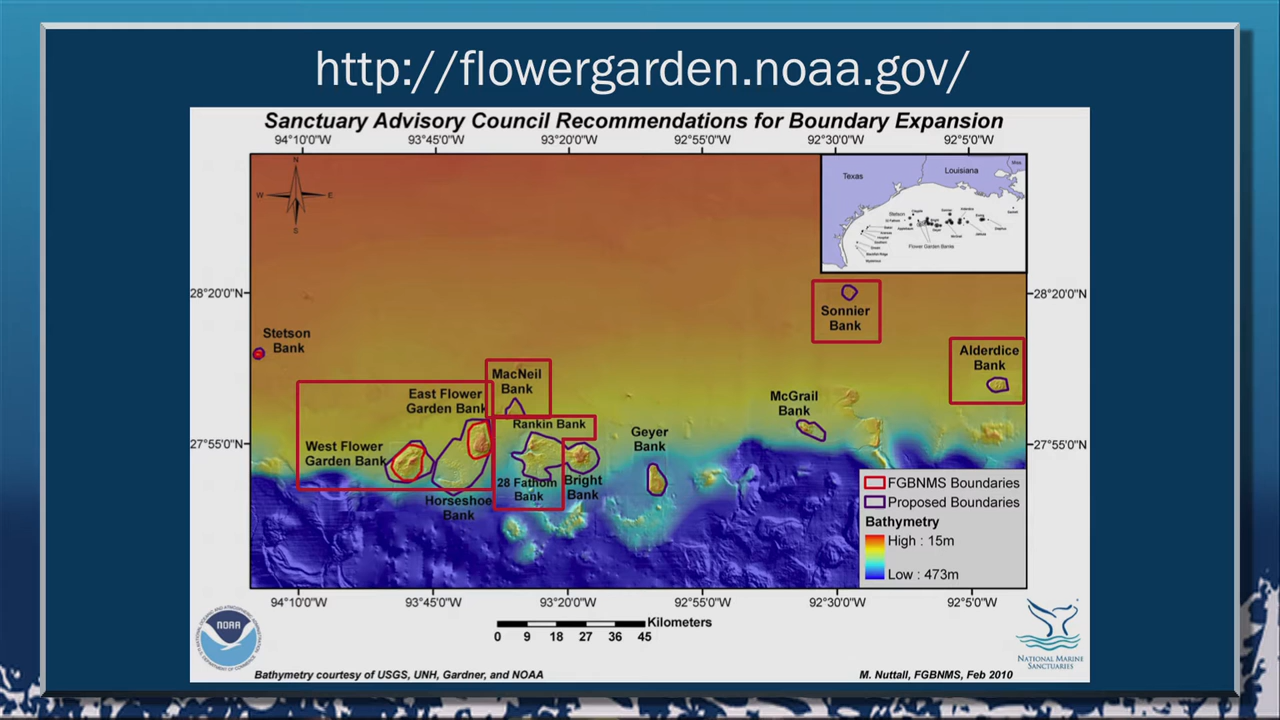 http://flowergarden.noaa.gov/
Sanctuary Advisory Council Recommendations for Boundary Expansion
94°10'0"W 93°45'0"W 93°20'0"W 92°55'0"W 92°30'0"W 92°5'0"W
N
W E
S
Texas
Louisiana
Stetson
Flower Garden Banks
28°20'0"N
28°20'0"N
Sonnier
Bank
Stetson
Bank
Alderdice
Bank
MacNeil
Bank
East Flower
Garden Bank
McGrail
Bank
Rankin Bank
Geyer
Bank
27°55'0"N
27°55'0"N
West Flower
Garden Bank
28 Fathom
Bank
Bright
Bank
Horseshoe
Bank
FGBNMS Boundaries
Proposed Boundaries
Bathymetry
High : 15m
Low : 473m
94°10'0"W 93°45'0"W 93°20'0"W 92°55'0"W 92°30'0"W 92°5'0"W
Kilometers
0 9 18 27 36 45
NOAA
NATIONAL MARINE
SANCTUARIES
Bathymetry courtesy of USGS, UNH, Gardner, and NOAA
M. Nuttall, FGBNMS, Feb 2010